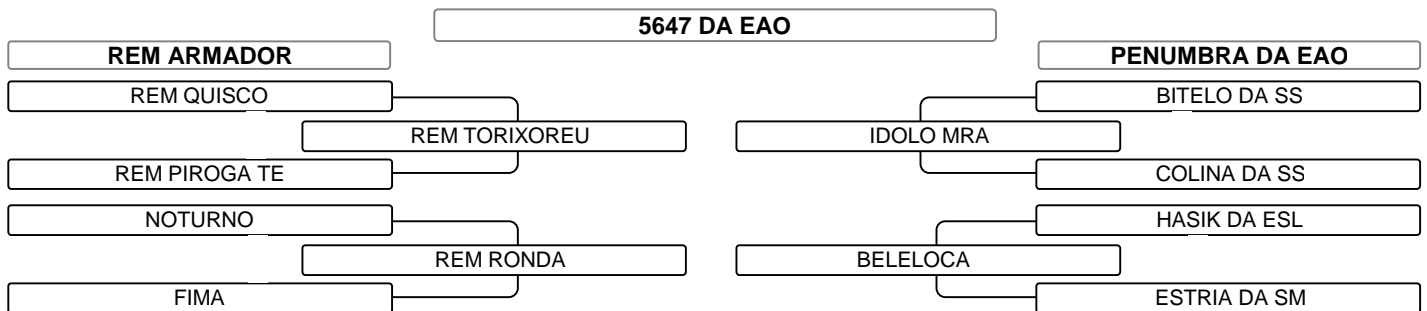 5647 DA EAO
REM ARMADOR
PENUMBRA DA EAO
REM QUISCO
BITELO DA SS
REM TORIXOREU
IDOLO MRA
REM PIROGA TE
COLINA DA SS
NOTURNO
HASIK DA ESL
REM RONDA
BELELOCA
FIMA
ESTRIA DA SM